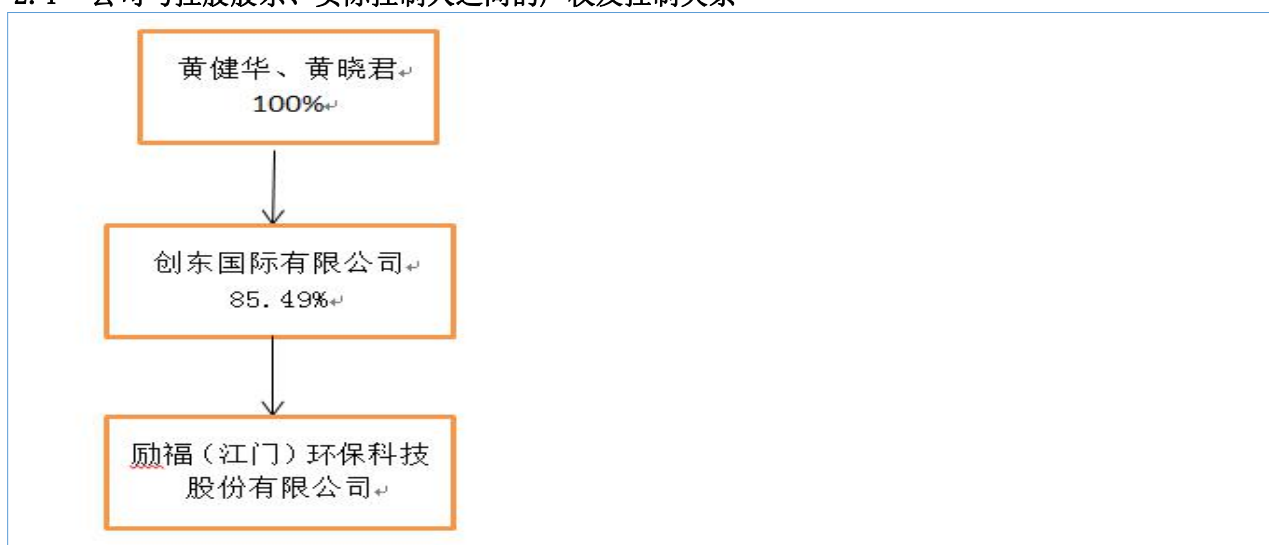 黄健华、黄晓君
100%
创东国际有限公司
85.49%
励福（江门）环保科技
股份有限公司